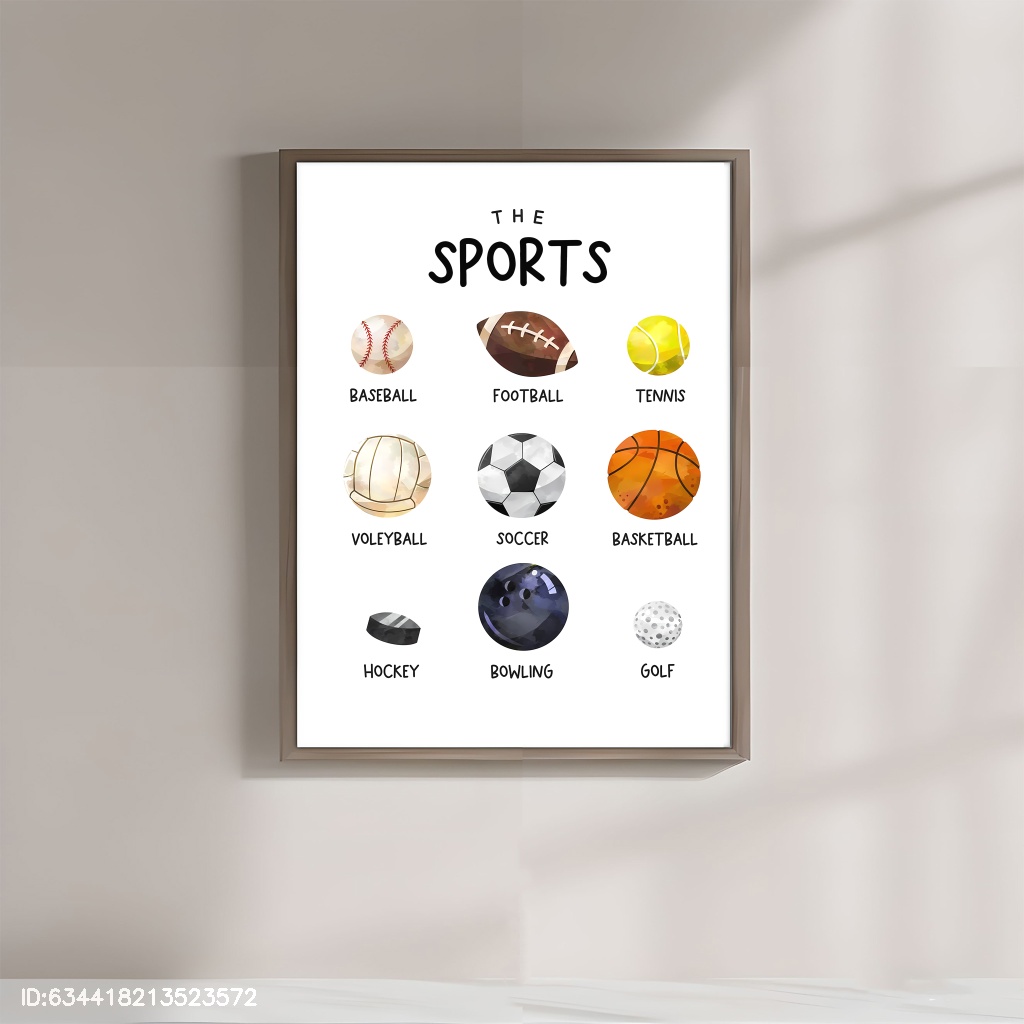 THE
SPORTS
BASEBALL FOOTBALL TENNIS
VOLEYBALL SOCCER BASKETBALL
HOCKEY BOWLING GOLF
ID:634418213523572